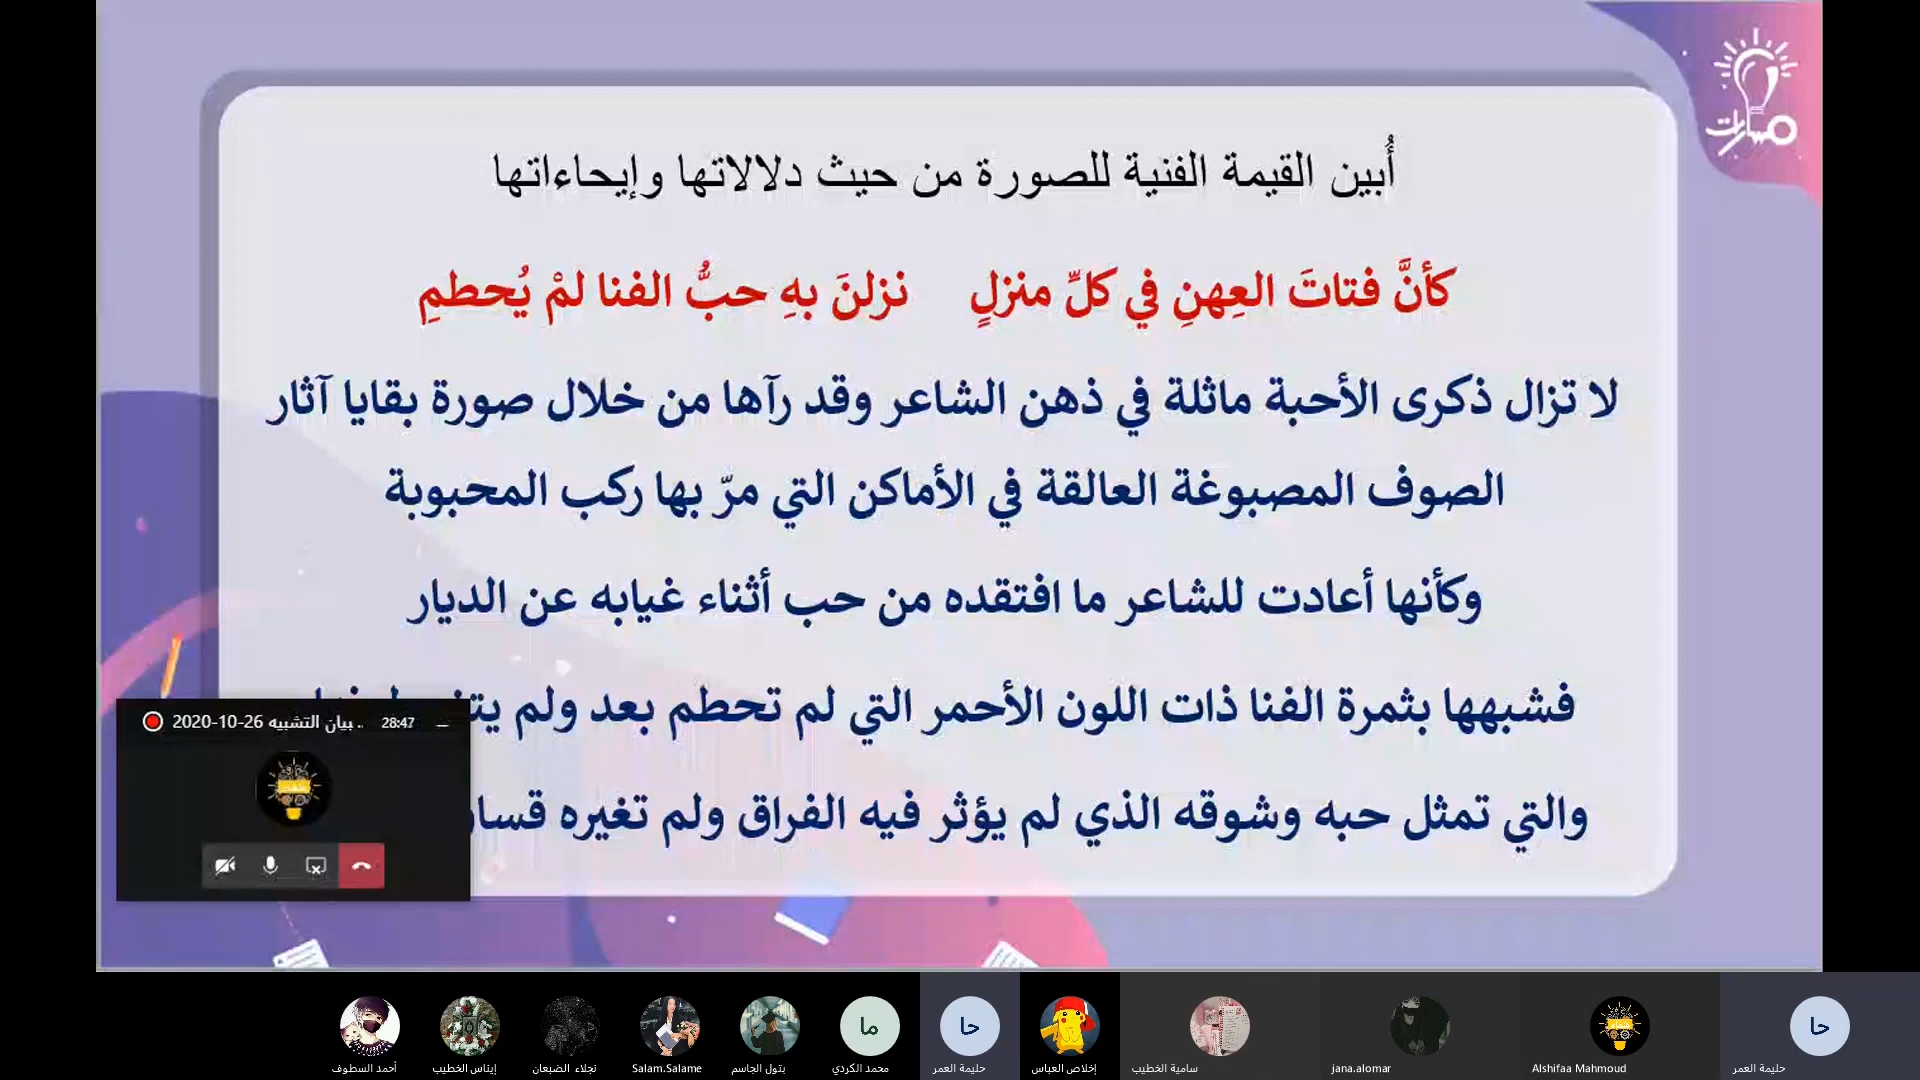 مسارات
أُبين القيمة الفنية للصورة من حيث دلالاتها وإيحاءاتها
كأنَّ فتاتَ العِهنِ في كلِّ منزلٍ نزلنَ بهِ حبُّ الفنا لمْ يُحطمِ
لا تزال ذكرى الأحبة ماثلة في ذهن الشاعر وقد رآها من خلال صورة بقايا آثار
الصوف المصبوغة العالقة في الأماكن التي مرّ بها ركب المحبوبة
وكأنها أعادت للشاعر ما افتقده من حب أثناء غيابه عن الديار
فشبهها بثمرة الفنا ذات اللون الأحمر التي لم تحطم بعد ولم
والتي تمثل حبه وشوقه الذي لم يؤثر فيه الفراق ولم تغيره
بيان التشبيه 26-10-2020 28:47
حا
حا
ما
أحمد السطوف
إيناس الخطيب
نجلاء الضبعان
Salam.Salame
بتول الجاسم
محمد الكردي
حليمة العمر
إخلاص العباس
سامية الخطيب
jana.alomar
Alshifaa Mahmoud
حليمة العمر